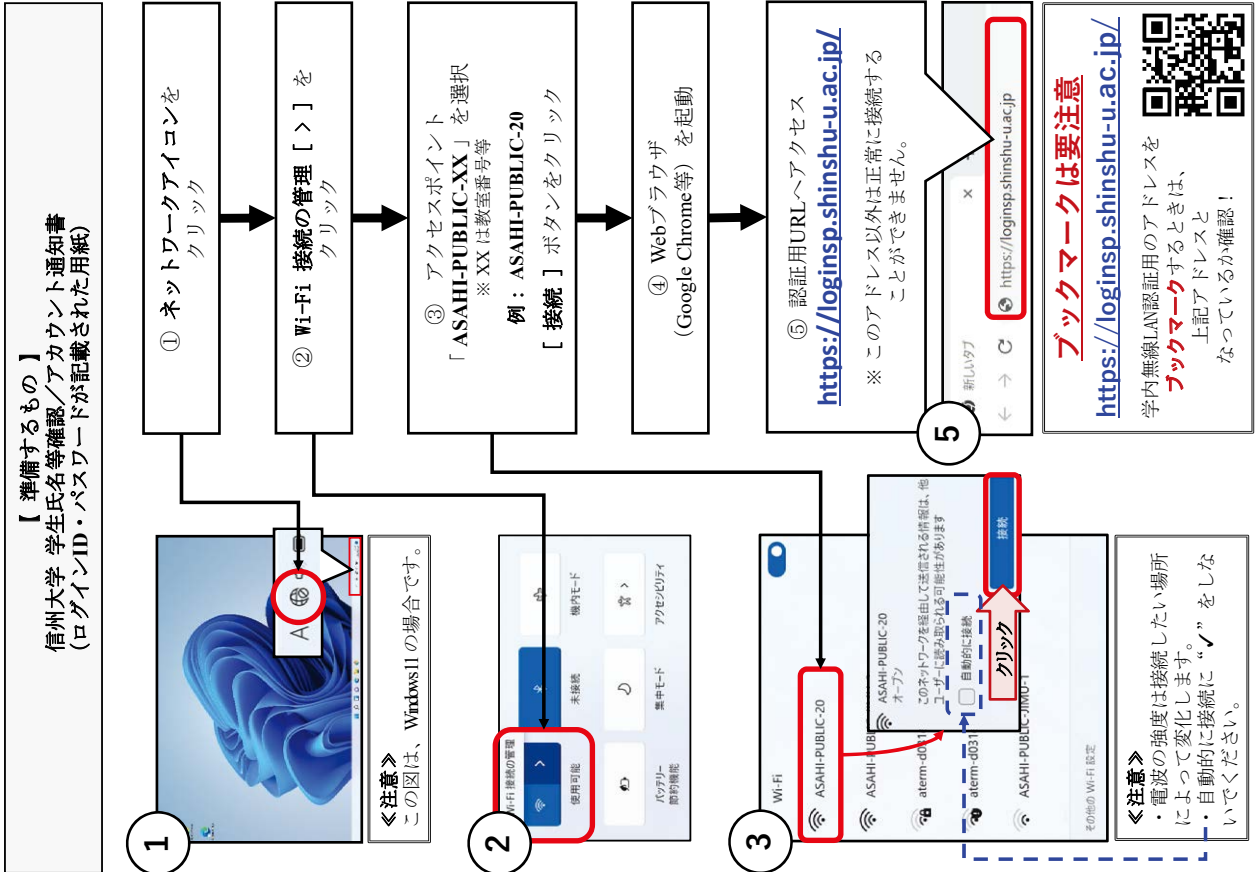 【 準備するもの 】
信州大学 学生氏名等確認／アカウント通知書
(ログインID・パスワードが記載された用紙)
① ネットワークアイコンを
クリック
② Wi-Fi 接続の管理 [ > ] を
クリック
③ アクセスポイント
「 ASAHI-PUBLIC-XX 」を選択
※ XX は教室番号等
例： ASAHI-PUBLIC-20
[ 接続 ] ボタンをクリック
④ Webブラウザ
(Google Chrome等) を起動
⑤ 認証用URLへアクセス
https://loginsp.shinshu-u.ac.jp/
※ このアドレス以外は正常に接続する
ことができません。
1
A
≪注意≫
この図は、Windows11 の場合です。
2
Wi-Fi 接続の管理
使用可能
未接続
機内モード
バッテリー
節約機能
集中モード
アクセシビリティ
3
Wi-Fi
ASAHI-PUBLIC-20
ASAHI-PUBL
aterm-d031
aterm-d031
ASAHI-PUBLIC-JIMU-1
その他の Wi-Fi 設定
ASAHI-PUBLIC-20
オープン
このネットワークを経由して送信される情報は、他
ユーザーに読み取られる可能性があります
自動的に接続
接続
クリック
≪注意≫
・電波の強度は接続したい場所
によって変化します。
・自動的に接続に “✓” をしな
いでください。
5
新しいタブ
https://loginsp.shinshu-u.ac.jp
ブックマークは要注意
https://loginsp.shinshu-u.ac.jp/
学内無線LAN認証用のアドレスを
ブックマークするときは、
上記アドレスと
なっているか確認！